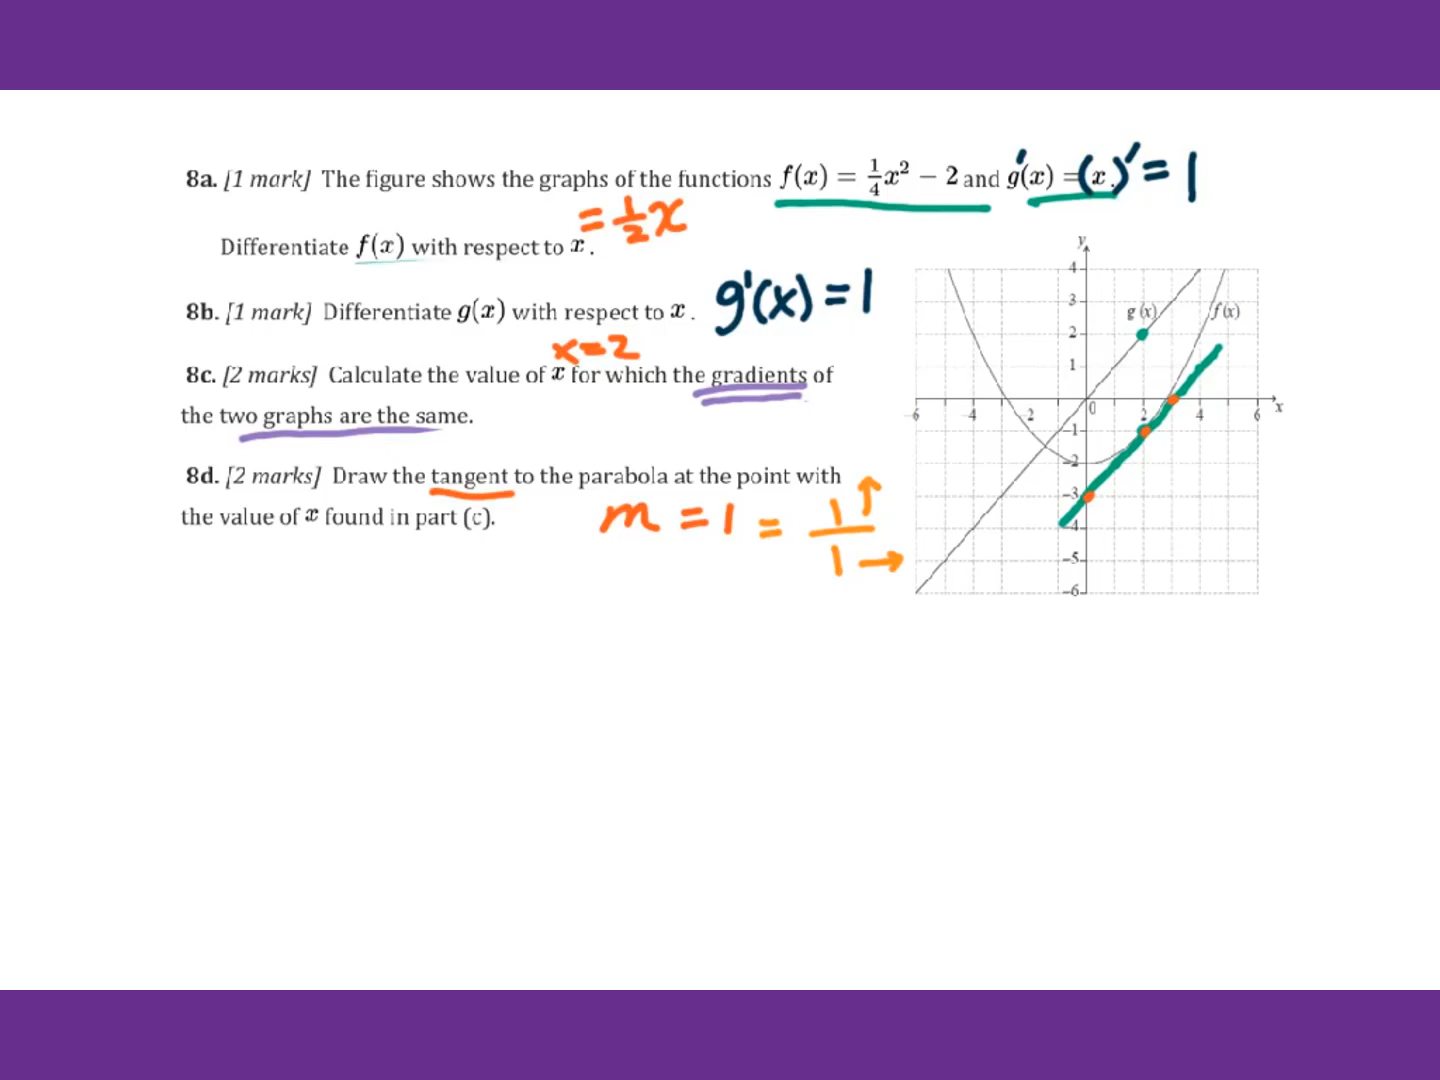 8a. [1 mark] The figure shows the graphs of the functions f(x) = 1/4 x² − 2 and g'(x) = (x.)' = 1
= 1/2 x
Differentiate f(x) with respect to x .
8b. [1 mark] Differentiate g(x) with respect to x . g'(x) = 1
x = 2
8c. [2 marks] Calculate the value of x for which the gradients of
the two graphs are the same.
8d. [2 marks] Draw the tangent to the parabola at the point with
the value of x found in part (c). m = 1 = 1/1
y
4
3
g (x) f(x)
2
1
-6 -4 -2 0 2 4 6 x
-1
-2
-3
-4
-5
-6